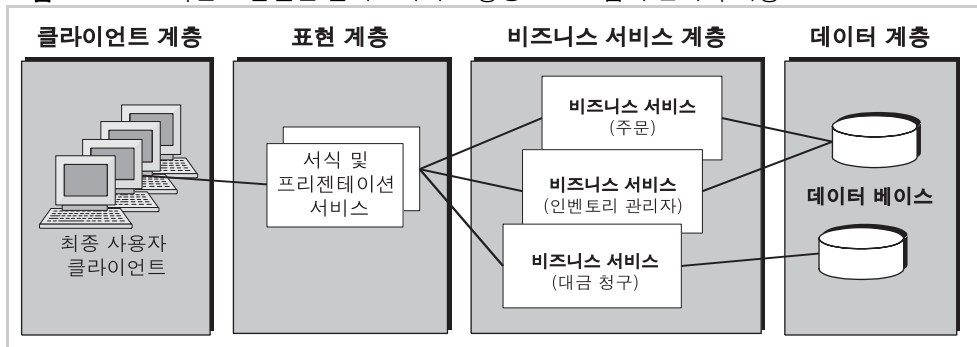 클라이언트 계층
표현 계층
비즈니스 서비스 계층
데이터 계층
최종 사용자
클라이언트
서식 및
프리젠테이션
서비스
비즈니스 서비스
(주문)
비즈니스 서비스
(인벤토리 관리자)
비즈니스 서비스
(대금 청구)
데이터 베이스